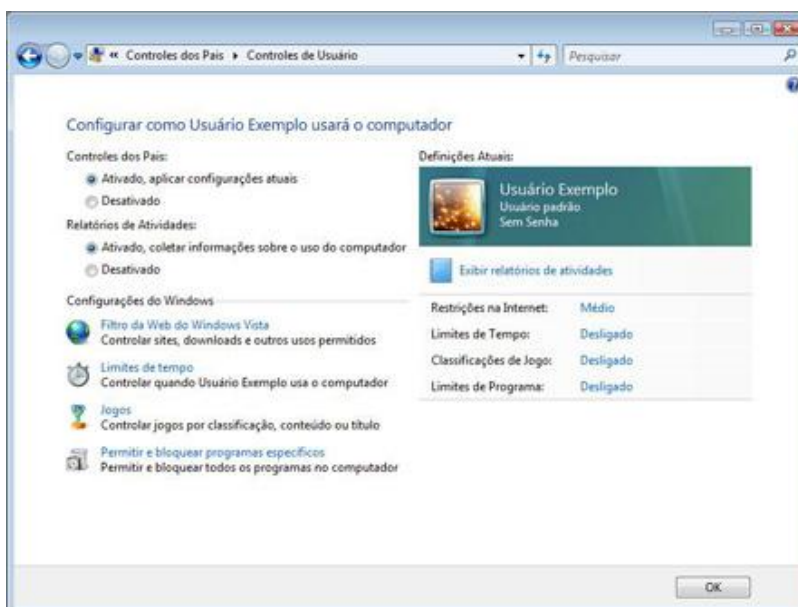 « Controles dos Pais ▸ Controles de Usuário
Pesquisar
Configurar como Usuário Exemplo usará o computador
Controles dos Pais:
Ativado, aplicar configurações atuais
Desativado
Relatórios de Atividades:
Ativado, coletar informações sobre o uso do computador
Desativado
Configurações do Windows
Filtro da Web do Windows Vista
Controlar sites, downloads e outros usos permitidos
Limites de tempo
Controlar quando Usuário Exemplo usa o computador
Jogos
Controlar jogos por classificação, conteúdo ou título
Permitir e bloquear programas específicos
Permitir e bloquear todos os programas no computador
Definições Atuais:
Usuário Exemplo
Usuário padrão
Sem Senha
Exibir relatórios de atividades
Restrições na Internet: Médio
Limites de Tempo: Desligado
Classificações de Jogo: Desligado
Limites de Programa: Desligado
OK